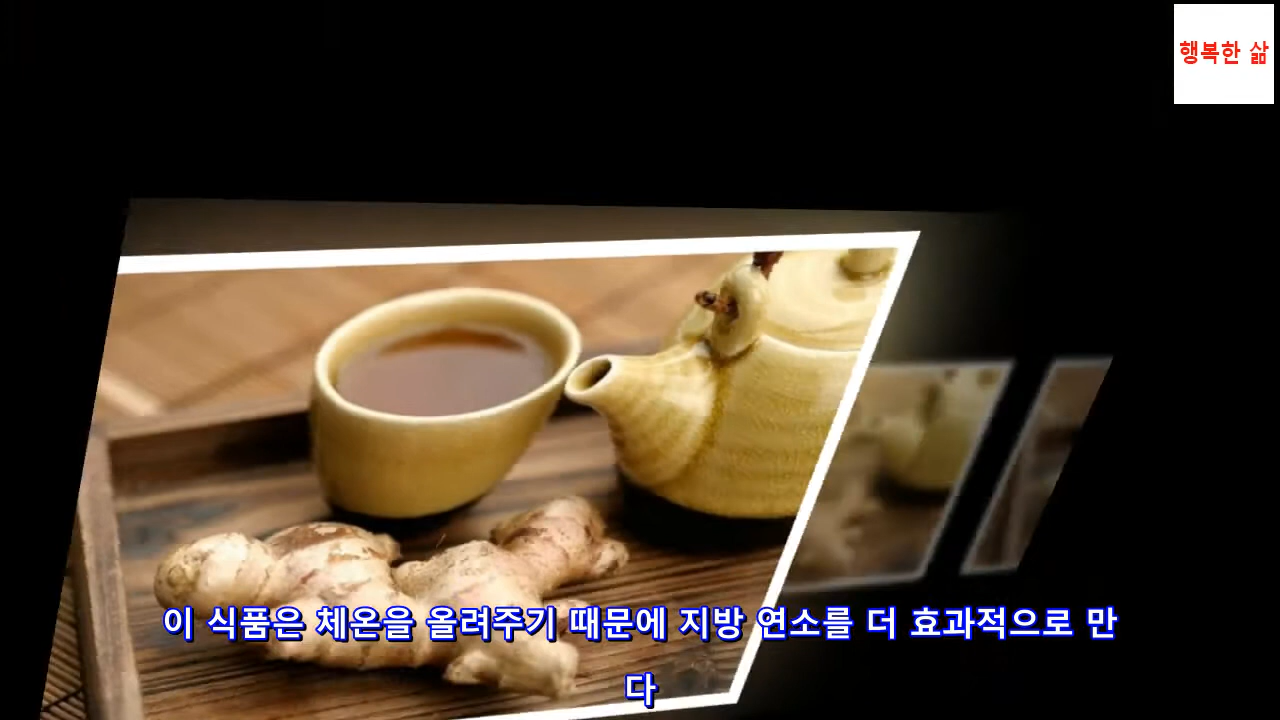 행복한 삶
이 식품은 체온을 올려주기 때문에 지방 연소를 더 효과적으로 만
다